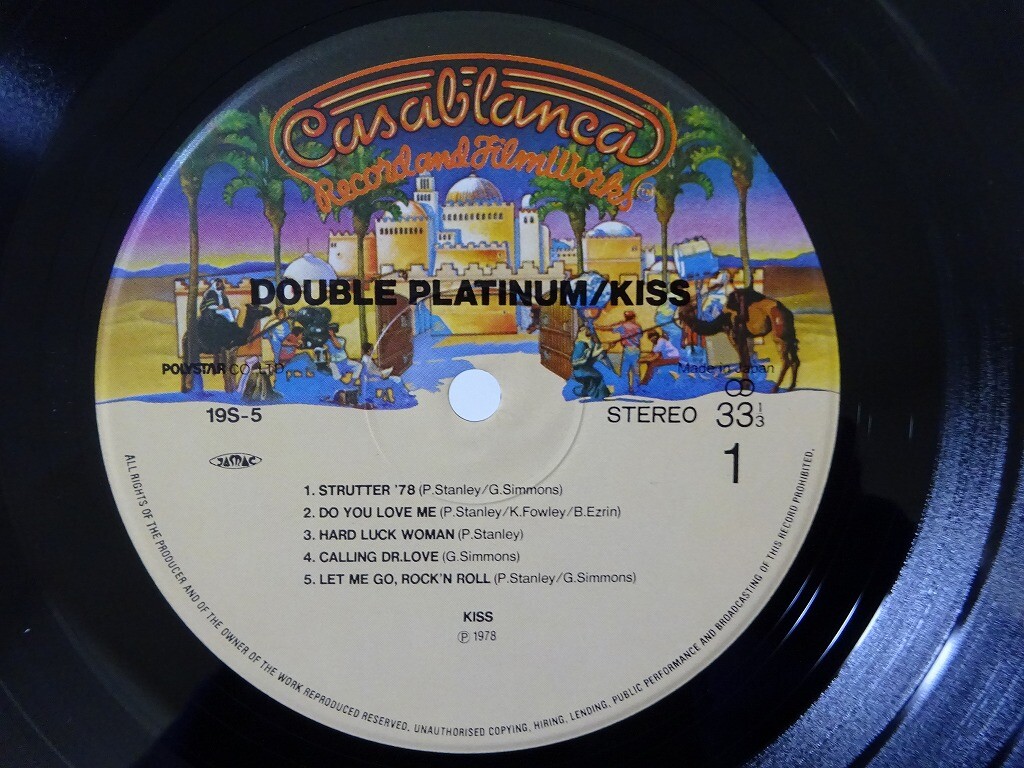 Casablanca
Record and FilmWorks TM
DOUBLE PLATINUM/KISS
POLYSTAR CO., LTD.
Made in Japan
19S-5
STEREO 33 1/3
JASRAC
1
1. STRUTTER '78 (P.Stanley/G.Simmons)
2. DO YOU LOVE ME (P.Stanley/K.Fowley/B.Ezrin)
3. HARD LUCK WOMAN (P.Stanley)
4. CALLING DR.LOVE (G.Simmons)
5. LET ME GO, ROCK'N ROLL (P.Stanley/G.Simmons)
KISS
Ⓟ 1978
ALL RIGHTS OF THE PRODUCER AND OF THE OWNER OF THE WORK REPRODUCED RESERVED. UNAUTHORISED COPYING, HIRING, LENDING, PUBLIC PERFORMANCE AND BROADCASTING OF THIS RECORD PROHIBITED.